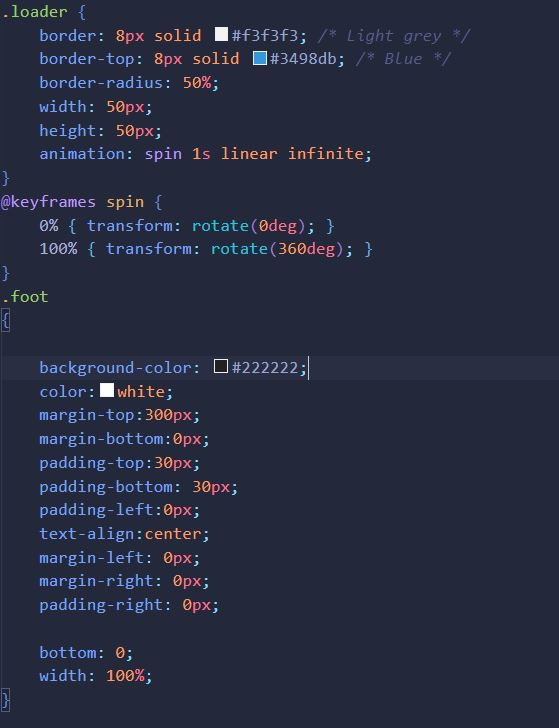 .loader {
    border: 8px solid #f3f3f3; /* Light grey */
    border-top: 8px solid #3498db; /* Blue */
    border-radius: 50%;
    width: 50px;
    height: 50px;
    animation: spin 1s linear infinite;
}
@keyframes spin {
    0% { transform: rotate(0deg); }
    100% { transform: rotate(360deg); }
}
.foot
{
    background-color: #222222;
    color:white;
    margin-top:300px;
    margin-bottom:0px;
    padding-top:30px;
    padding-bottom: 30px;
    padding-left:0px;
    text-align:center;
    margin-left: 0px;
    margin-right: 0px;
    padding-right: 0px;
    bottom: 0;
    width: 100%;
}